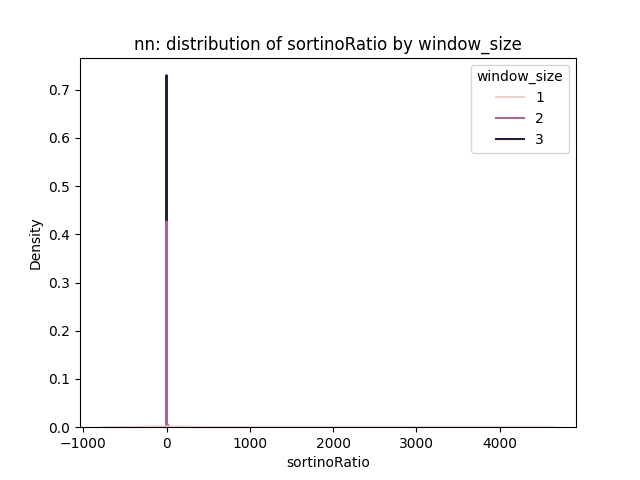 nn: distribution of sortinoRatio by window_size
window_size
1
2
3
Density
0.7
0.6
0.5
0.4
0.3
0.2
0.1
0.0
−1000 0 1000 2000 3000 4000
sortinoRatio